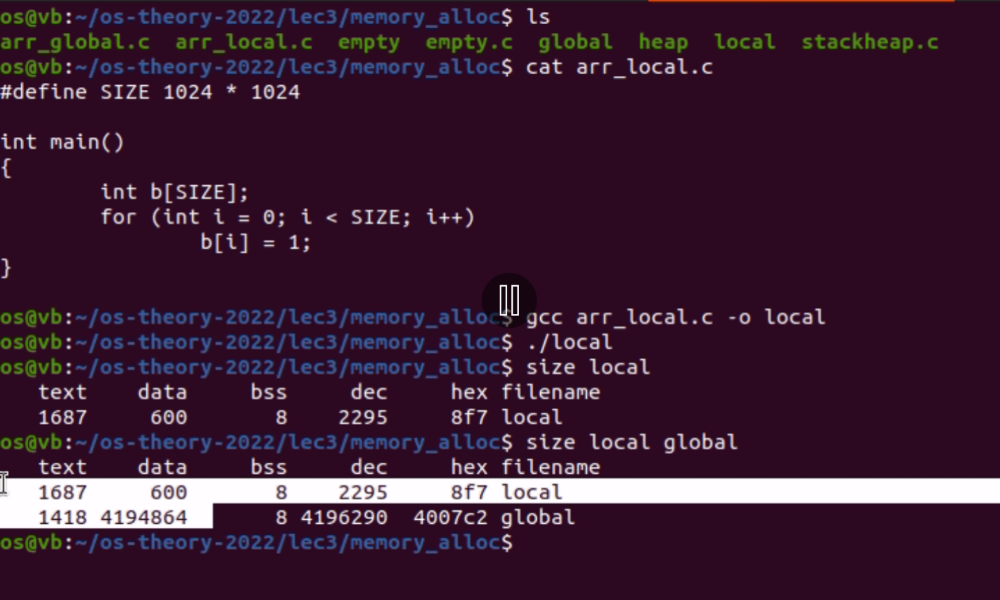 os@vb:~/os-theory-2022/lec3/memory_alloc$ ls
arr_global.c  arr_local.c  empty  empty.c  global  heap  local  stackheap.c
os@vb:~/os-theory-2022/lec3/memory_alloc$ cat arr_local.c
#define SIZE 1024 * 1024
int main()
{
        int b[SIZE];
        for (int i = 0; i < SIZE; i++)
                b[i] = 1;
}
os@vb:~/os-theory-2022/lec3/memory_alloc$ gcc arr_local.c -o local
os@vb:~/os-theory-2022/lec3/memory_alloc$ ./local
os@vb:~/os-theory-2022/lec3/memory_alloc$ size local
   text    data     bss     dec     hex filename
   1687     600       8    2295     8f7 local
os@vb:~/os-theory-2022/lec3/memory_alloc$ size local global
   text    data     bss     dec     hex filename
   1687     600       8    2295     8f7 local
   1418 4194864       8 4196290  4007c2 global
os@vb:~/os-theory-2022/lec3/memory_alloc$